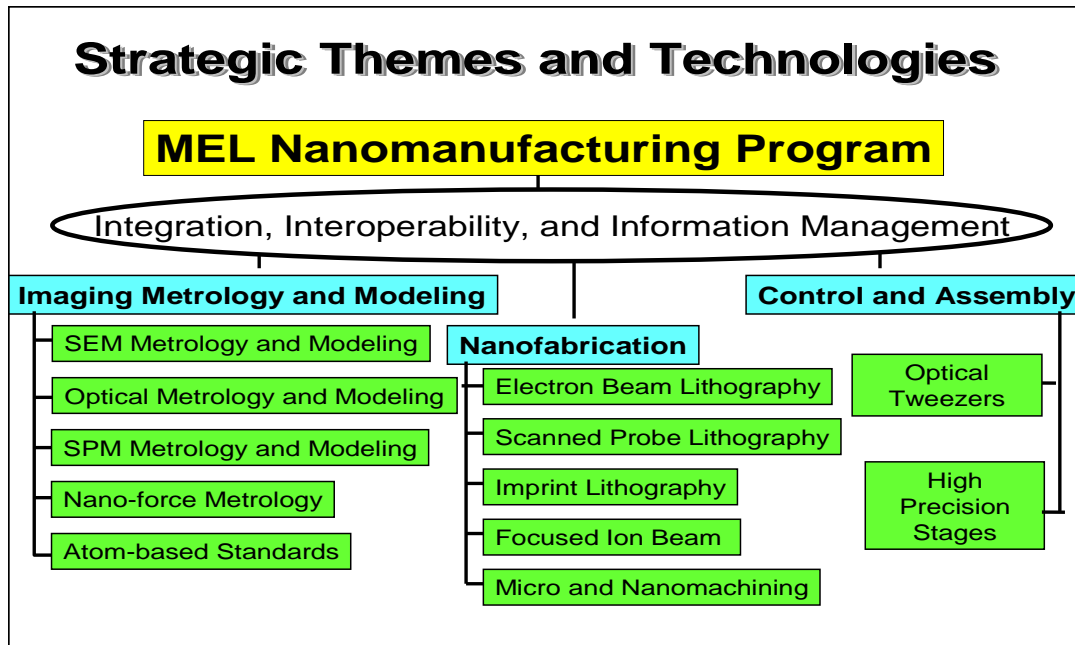 Strategic Themes and Technologies
MEL Nanomanufacturing Program
Integration, Interoperability, and Information Management
Imaging Metrology and Modeling
SEM Metrology and Modeling
Optical Metrology and Modeling
SPM Metrology and Modeling
Nano-force Metrology
Atom-based Standards
Nanofabrication
Electron Beam Lithography
Scanned Probe Lithography
Imprint Lithography
Focused Ion Beam
Micro and Nanomachining
Control and Assembly
Optical
Tweezers
High
Precision
Stages